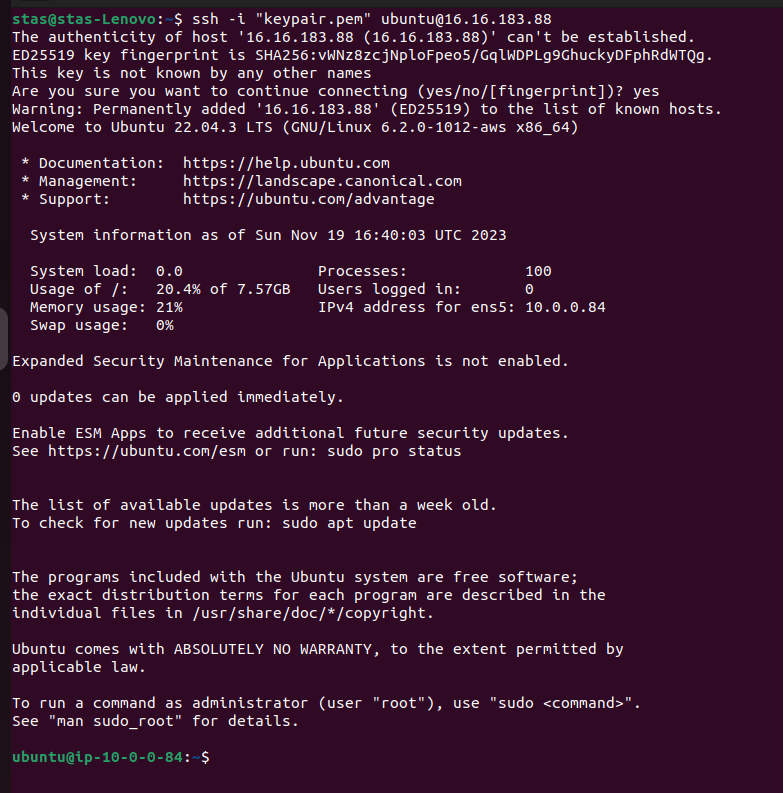 stas@stas-Lenovo:~$ ssh -i "keypair.pem" ubuntu@16.16.183.88
The authenticity of host '16.16.183.88 (16.16.183.88)' can't be established.
ED25519 key fingerprint is SHA256:vWNz8zcjNploFpeo5/GqlWDPLg9GhuckyDFphRdWTQg.
This key is not known by any other names
Are you sure you want to continue connecting (yes/no/[fingerprint])? yes
Warning: Permanently added '16.16.183.88' (ED25519) to the list of known hosts.
Welcome to Ubuntu 22.04.3 LTS (GNU/Linux 6.2.0-1012-aws x86_64)

 * Documentation:  https://help.ubuntu.com
 * Management:     https://landscape.canonical.com
 * Support:        https://ubuntu.com/advantage

  System information as of Sun Nov 19 16:40:03 UTC 2023

  System load:  0.0               Processes:             100
  Usage of /:   20.4% of 7.57GB   Users logged in:       0
  Memory usage: 21%               IPv4 address for ens5: 10.0.0.84
  Swap usage:   0%

Expanded Security Maintenance for Applications is not enabled.

0 updates can be applied immediately.

Enable ESM Apps to receive additional future security updates.
See https://ubuntu.com/esm or run: sudo pro status

The list of available updates is more than a week old.
To check for new updates run: sudo apt update

The programs included with the Ubuntu system are free software;
the exact distribution terms for each program are described in the
individual files in /usr/share/doc/*/copyright.

Ubuntu comes with ABSOLUTELY NO WARRANTY, to the extent permitted by
applicable law.

To run a command as administrator (user "root"), use "sudo <command>".
See "man sudo_root" for details.

ubuntu@ip-10-0-0-84:~$